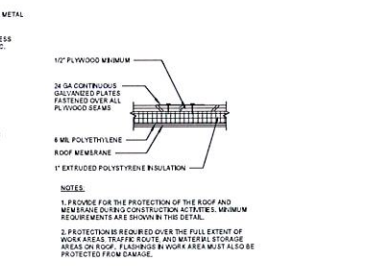 METAL
ESS
C.
1/2" PLYWOOD MINIMUM
24 GA CONTINUOUS
GALVANIZED PLATES
FASTENED OVER ALL
PLYWOOD SEAMS
6 MIL POLYETHYLENE
ROOF MEMBRANE
1" EXTRUDED POLYSTYRENE INSULATION
NOTES:
1. PROVIDE FOR THE PROTECTION OF THE ROOF AND
MEMBRANE DURING CONSTRUCTION ACTIVITIES. MINIMUM
REQUIREMENTS ARE SHOWN IN THIS DETAIL.
2. PROTECTION IS REQUIRED OVER THE FULL EXTENT OF
WORK AREAS, TRAFFIC ROUTE, AND MATERIAL STORAGE
AREAS ON ROOF. FLASHINGS IN WORK AREA MUST ALSO BE
PROTECTED FROM DAMAGE.